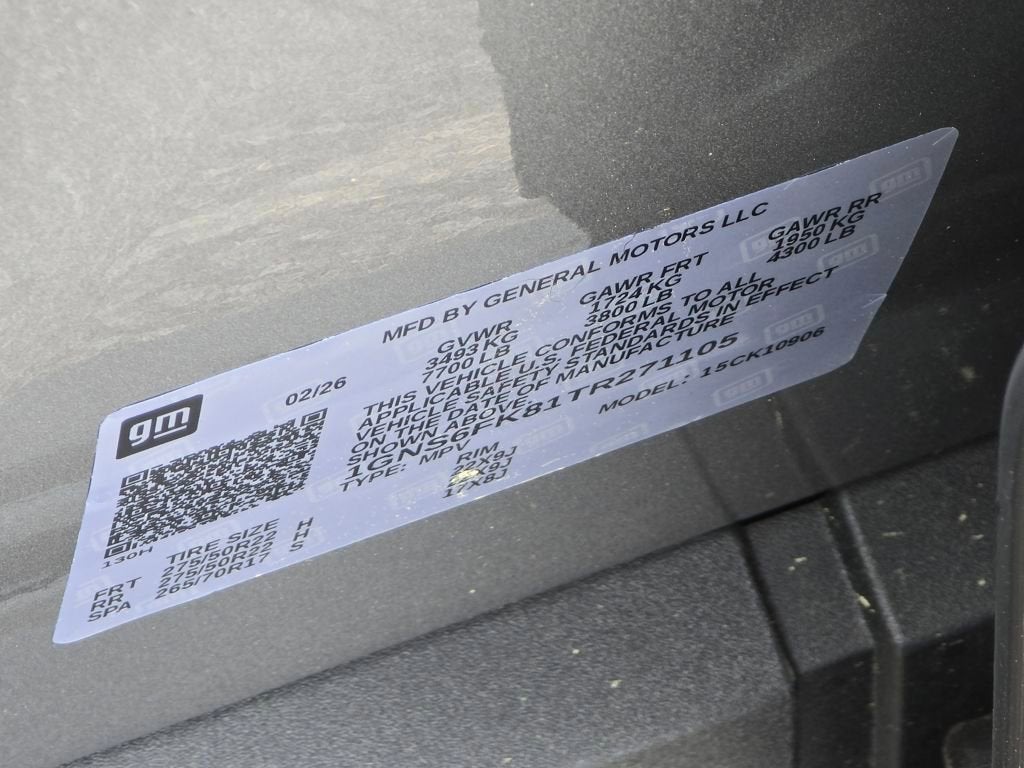 MFD BY GENERAL MOTORS LLC
gm
02/26
GVWR GAWR FRT GAWR RR
3493 KG 1724 KG 1950 KG
7700 LB 3800 LB 4300 LB
THIS VEHICLE CONFORMS TO ALL
APPLICABLE U.S. FEDERAL MOTOR
VEHICLE SAFETY STANDARDS IN EFFECT
ON THE DATE OF MANUFACTURE
SHOWN ABOVE.
1GNS6FK81TR271105
TYPE: MPV MODEL: 15CK10906
130H
TIRE SIZE RIM
FRT 275/50R22 H 22X9J
RR 275/50R22 H
SPA 265/70R17 S 17X8J